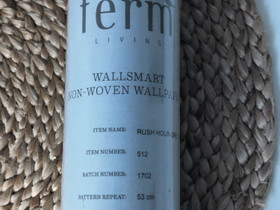 ferm
LIVING
WALLSMART
NON-WOVEN
ITEM NAME: RUSH HOUR
ITEM NUMBER: 512
BATCH NUMBER: 1702
PATTERN REPEAT: 53 cm